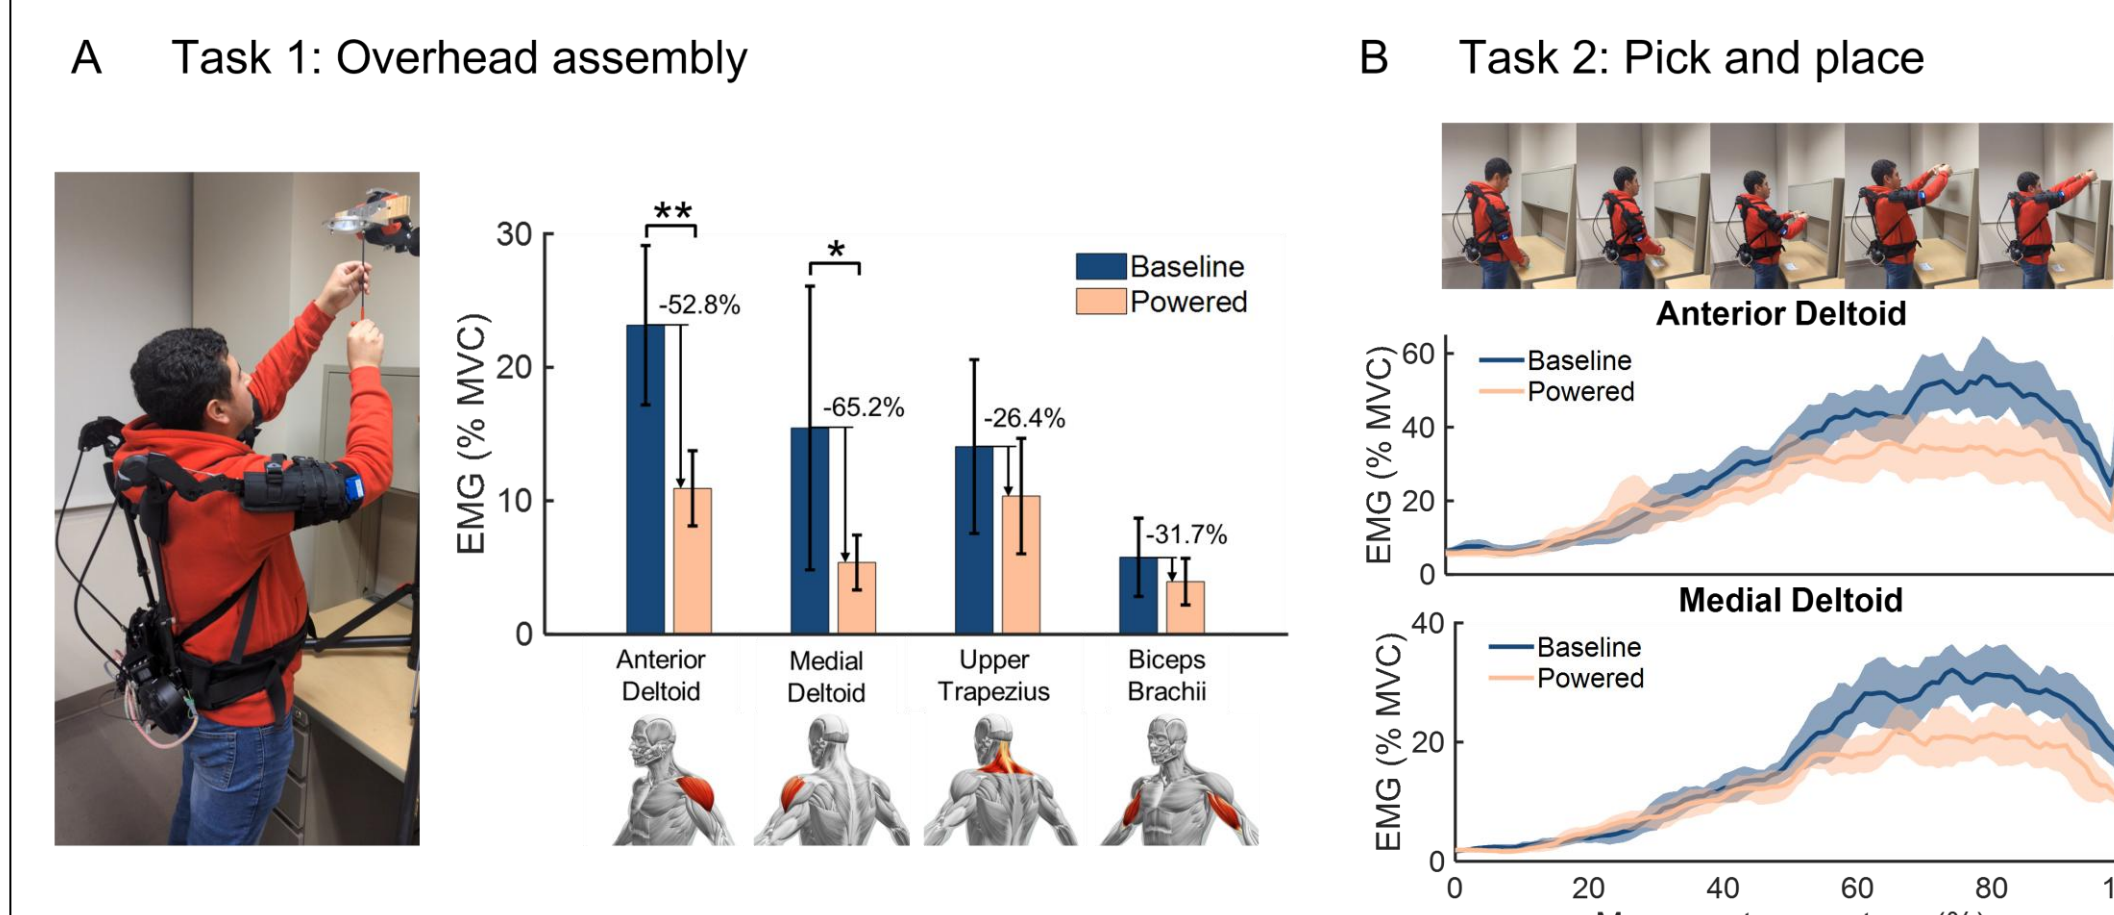 A Task 1: Overhead assembly
**
*
-52.8%
-65.2%
-26.4%
-31.7%
Baseline
Powered
EMG (% MVC)
30
20
10
0
Anterior Deltoid
Medial Deltoid
Upper Trapezius
Biceps Brachii
B Task 2: Pick and place
Anterior Deltoid
Baseline
Powered
EMG (% MVC)
60
40
20
0
Medial Deltoid
Baseline
Powered
EMG (% MVC)
40
20
0
0 20 40 60 80